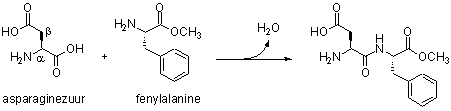 HO O β OH H₂N α O + H₂N O OCH₃ H₂O HO O H₂N O H N O OCH₃
asparaginezuur fenylalanine